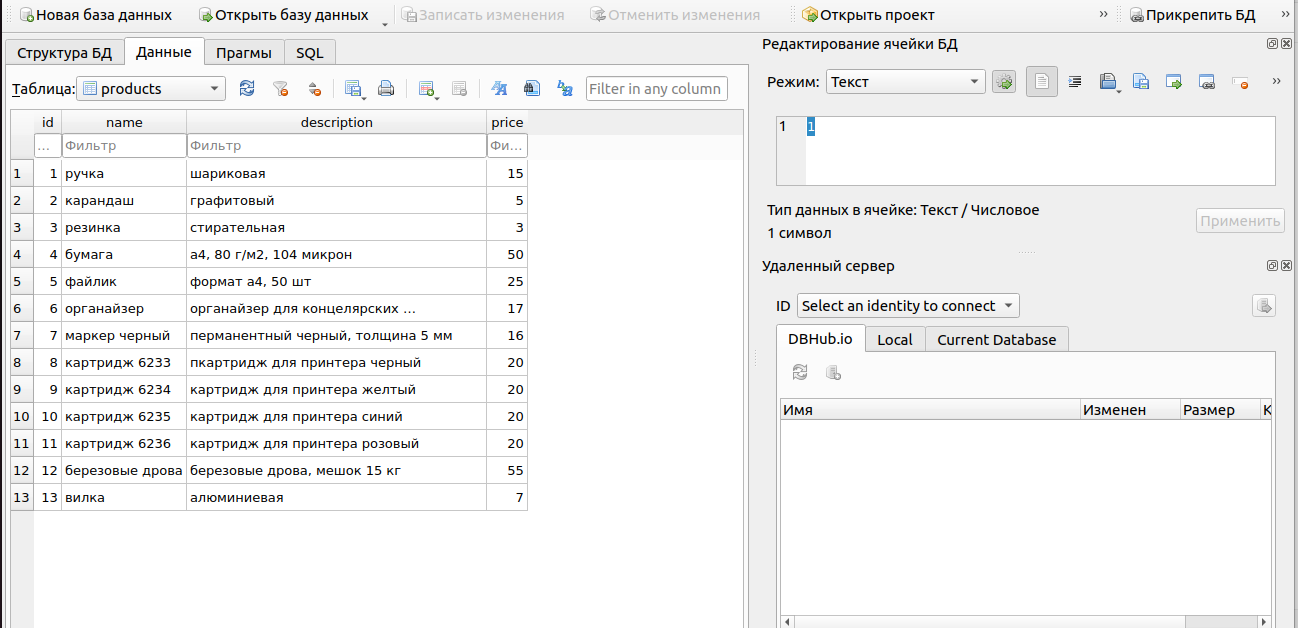 Новая база данных Открыть базу данных Записать изменения Отменить изменения Открыть проект » Прикрепить БД »
Структура БД Данные Прагмы SQL
Таблица: products Filter in any column
id name description price
... Фильтр Фильтр Фи...
1 1 ручка шариковая 15
2 2 карандаш графитовый 5
3 3 резинка стирательная 3
4 4 бумага а4, 80 г/м2, 104 микрон 50
5 5 файлик формат а4, 50 шт 25
6 6 органайзер органайзер для концелярских ... 17
7 7 маркер черный перманентный черный, толщина 5 мм 16
8 8 картридж 6233 пкартридж для принтера черный 20
9 9 картридж 6234 картридж для принтера желтый 20
10 10 картридж 6235 картридж для принтера синий 20
11 11 картридж 6236 картридж для принтера розовый 20
12 12 березовые дрова березовые дрова, мешок 15 кг 55
13 13 вилка алюминиевая 7
Редактирование ячейки БД
Режим: Текст »
1 1
Тип данных в ячейке: Текст / Числовое
1 символ
Применить
Удаленный сервер
ID Select an identity to connect
DBHub.io Local Current Database
Имя Изменен Размер К